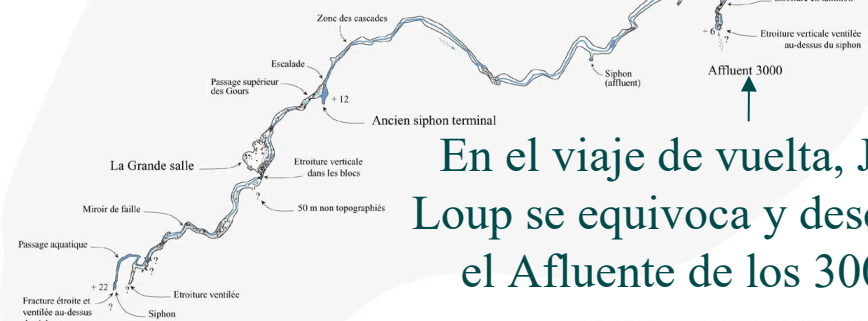 Zone des cascades
+ 6
?
Etroiture verticale ventilée
au-dessus du siphon
Escalade
Siphon
(affluent)
Affluent 3000
Passage supérieur
des Gours
+ 12
Ancien siphon terminal
La Grande salle
Etroiture verticale
dans les blocs
En el viaje de vuelta, J
?
50 m non topographiés
Miroir de faille
Loup se equivoca y des
Passage aquatique
?
?
el Afluente de los 300
+ 22
?
Etroiture ventilée
Fracture étroite et
ventilée au-dessus
?
Siphon